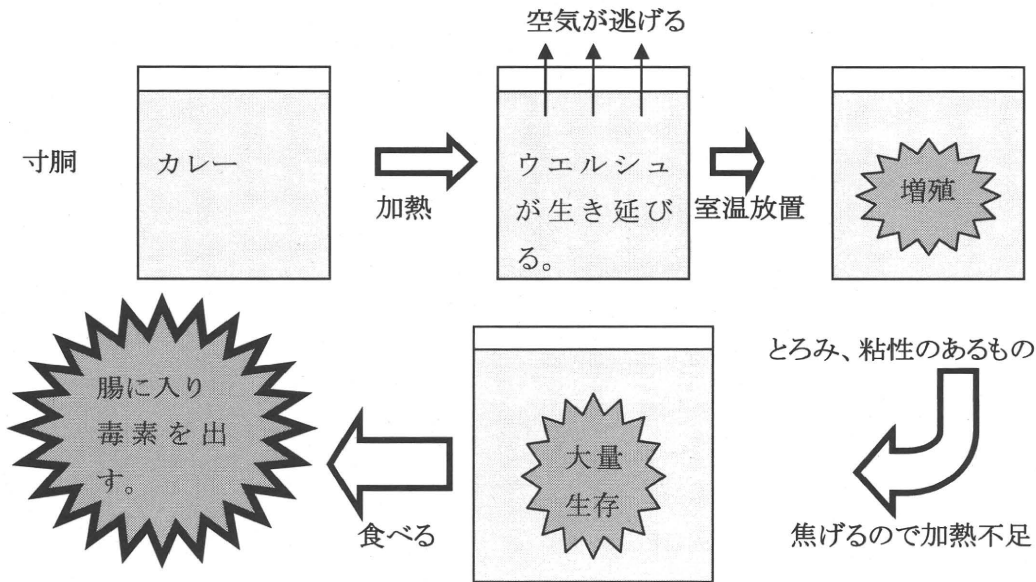 空気が逃げる
寸胴
カレー
加熱
ウエルシュ
が生き延び
る。
室温放置
増殖
とろみ、粘性のあるもの
焦げるので加熱不足
大量
生存
食べる
腸に入り
毒素を出
す。